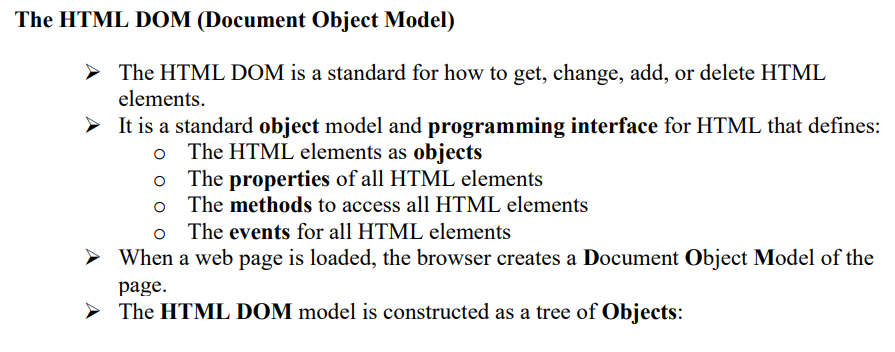 The HTML DOM (Document Object Model)
➢ The HTML DOM is a standard for how to get, change, add, or delete HTML
elements.
➢ It is a standard object model and programming interface for HTML that defines:
o The HTML elements as objects
o The properties of all HTML elements
o The methods to access all HTML elements
o The events for all HTML elements
➢ When a web page is loaded, the browser creates a Document Object Model of the
page.
➢ The HTML DOM model is constructed as a tree of Objects: